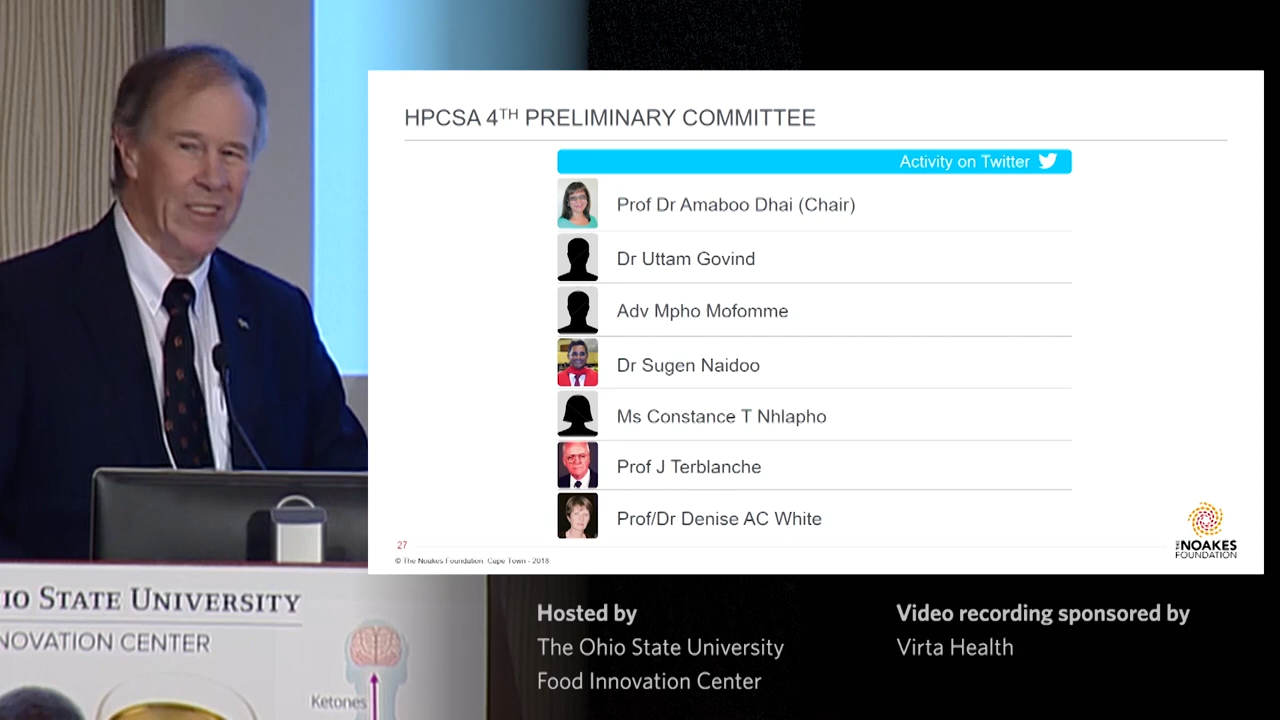 HPCSA 4TH PRELIMINARY COMMITTEE
Activity on Twitter
Prof Dr Amaboo Dhai (Chair)
Dr Uttam Govind
Adv Mpho Mofomme
Dr Sugen Naidoo
Ms Constance T Nhlapho
Prof J Terblanche
Prof/Dr Denise AC White
27
© The Noakes Foundation, Cape Town - 2018
THE NOAKES
FOUNDATION
IO STATE UNIVERSITY
NOVATION CENTER
Ketones
Hosted by
The Ohio State University
Food Innovation Center
Video recording sponsored by
Virta Health